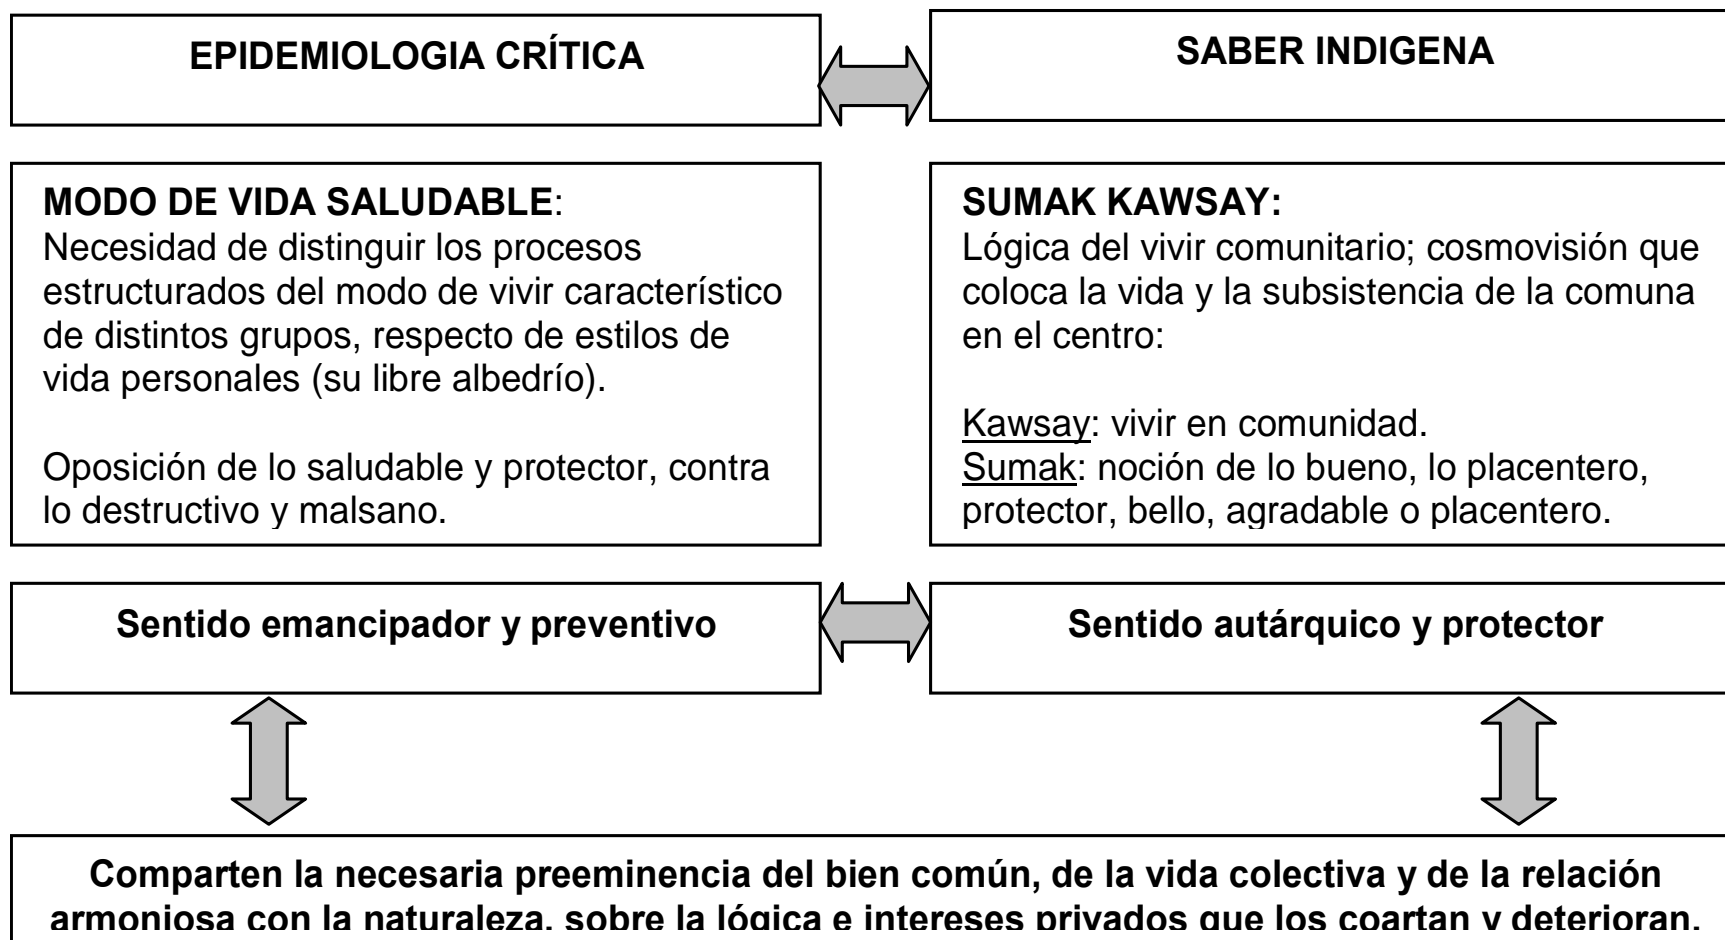 EPIDEMIOLOGIA CRÍTICA
SABER INDIGENA
MODO DE VIDA SALUDABLE:
Necesidad de distinguir los procesos
estructurados del modo de vivir característico
de distintos grupos, respecto de estilos de
vida personales (su libre albedrío).
Oposición de lo saludable y protector, contra
lo destructivo y malsano.
SUMAK KAWSAY:
Lógica del vivir comunitario; cosmovisión que
coloca la vida y la subsistencia de la comuna
en el centro:
Kawsay: vivir en comunidad.
Sumak: noción de lo bueno, lo placentero,
protector, bello, agradable o placentero.
Sentido emancipador y preventivo
Sentido autárquico y protector
Comparten la necesaria preeminencia del bien común, de la vida colectiva y de la relación
armoniosa con la naturaleza, sobre la lógica e intereses privados que los coartan y deterioran.